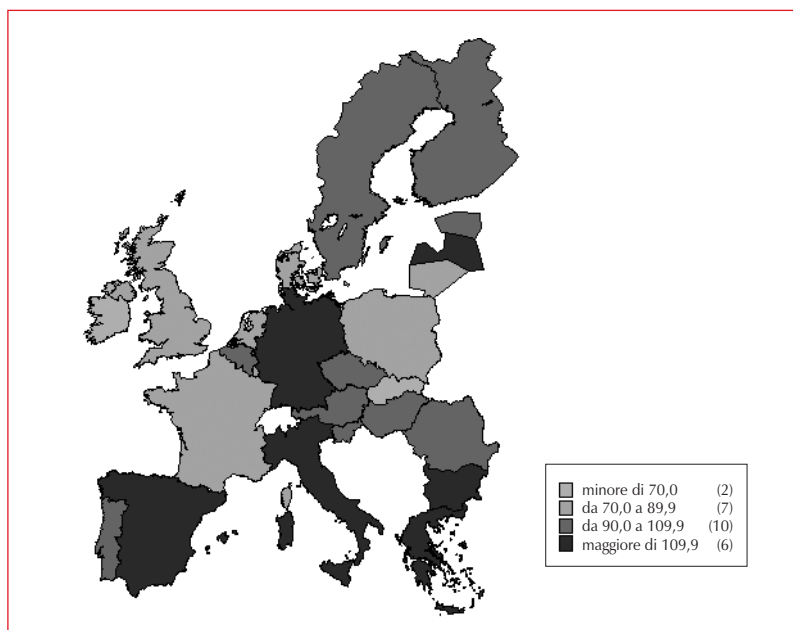 minore di 70,0 (2)
da 70,0 a 89,9 (7)
da 90,0 a 109,9 (10)
maggiore di 109,9 (6)